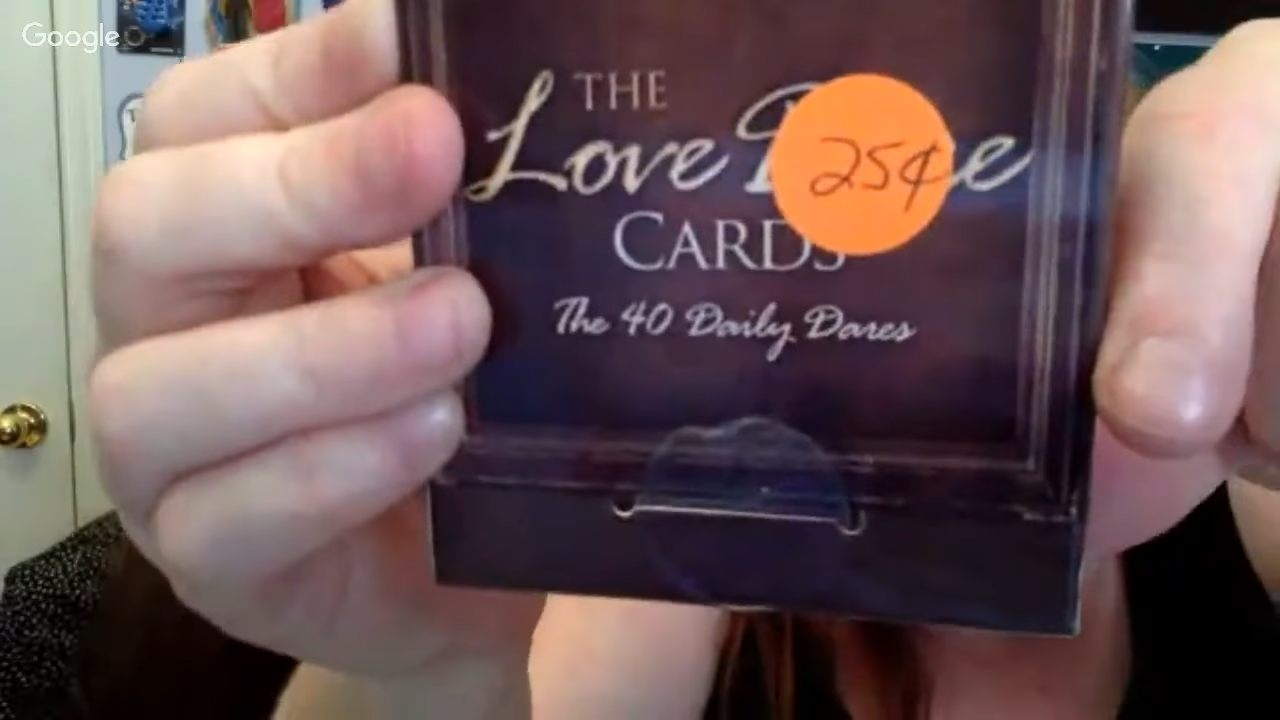 Google
THE
Love D e
25¢
CARDS
The 40 Daily Dares